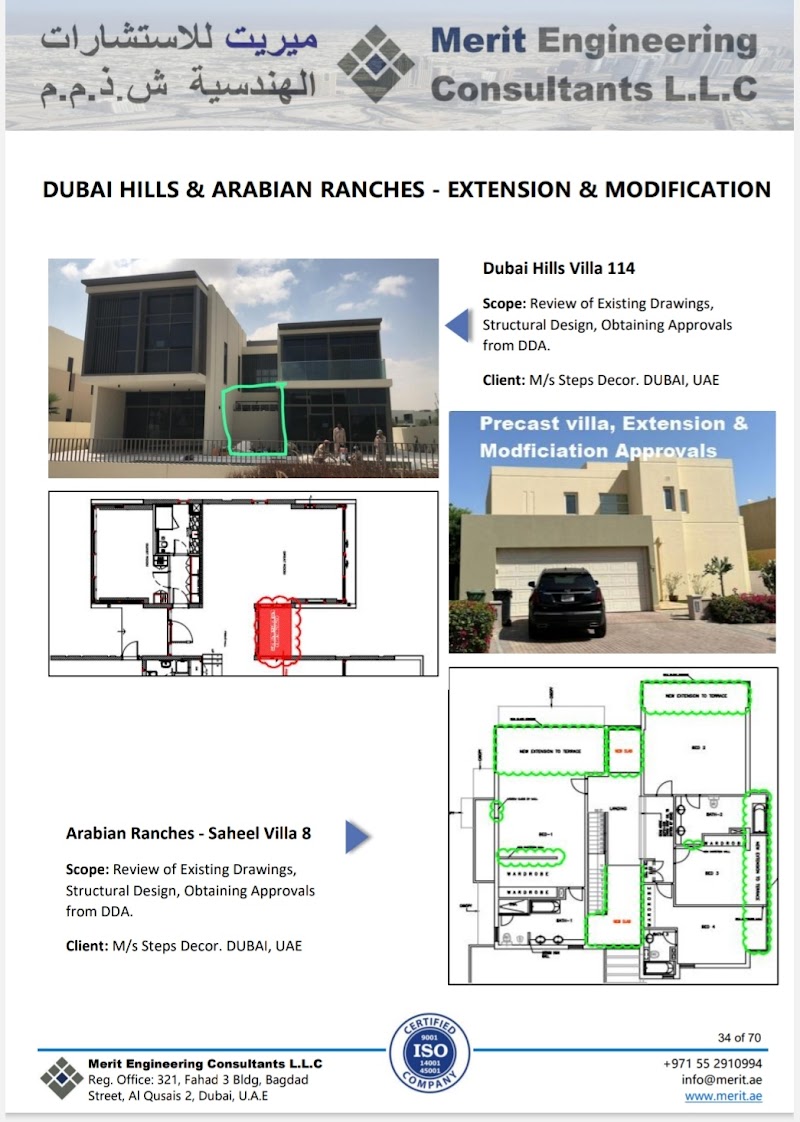 ميريت للاستشارات
الهندسية ش.ذ.م.م
Merit Engineering
Consultants L.L.C
DUBAI HILLS & ARABIAN RANCHES - EXTENSION & MODIFICATION
Dubai Hills Villa 114
Scope: Review of Existing Drawings,
Structural Design, Obtaining Approvals
from DDA.
Client: M/s Steps Decor. DUBAI, UAE
Precast villa, Extension &
Modficiation Approvals
NEW EXTENSION TO TERRACE
NEW EXTENSION TO TERRACE
NEW SLAB
BED 2
LANDING
BATH-2
BED-1
WARDROBE
WARDROBE
WARDROBE
BED 3
NEW EXTENSION TO TERRACE
WARDROBE
BATH-1
NEW SLAB
BED 4
Arabian Ranches - Saheel Villa 8
Scope: Review of Existing Drawings,
Structural Design, Obtaining Approvals
from DDA.
Client: M/s Steps Decor. DUBAI, UAE
34 of 70
CERTIFIED
9001
ISO
14001
45001
COMPANY
Merit Engineering Consultants L.L.C
Reg. Office: 321, Fahad 3 Bldg, Bagdad
Street, Al Qusais 2, Dubai, U.A.E
+971 55 2910994
info@merit.ae
www.merit.ae